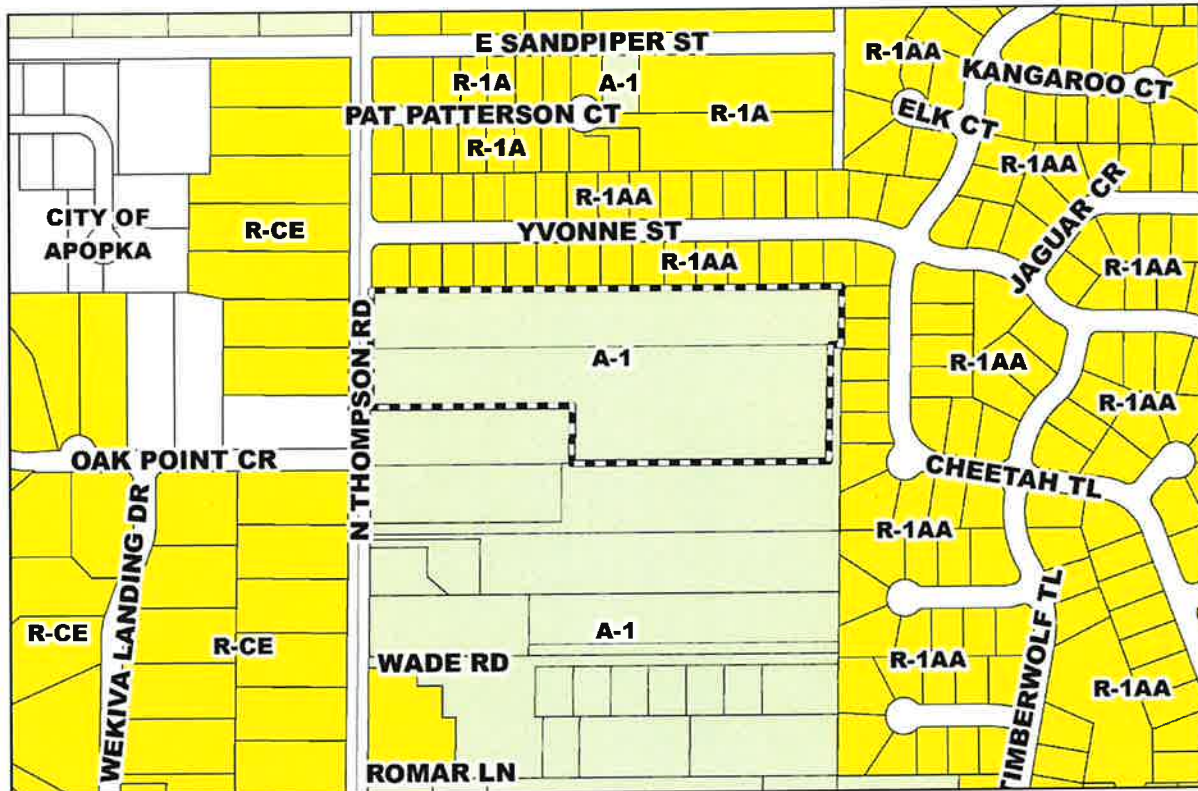 E SANDPIPER ST
R-1AA
KANGAROO CT
R-1A
A-1
PAT PATTERSON CT
R-1A
ELK CT
R-1A
R-1AA
R-1AA
JAGUAR CR
CITY OF
APOPKA
R-CE
YVONNE ST
R-1AA
R-1AA
N THOMPSON RD
A-1
R-1AA
R-1AA
OAK POINT CR
CHEETAH TL
WEKIVA LANDING DR
R-1AA
R-CE
R-CE
A-1
WADE RD
R-1AA
R-1AA
TIMBERWOLF TL
ROMAR LN